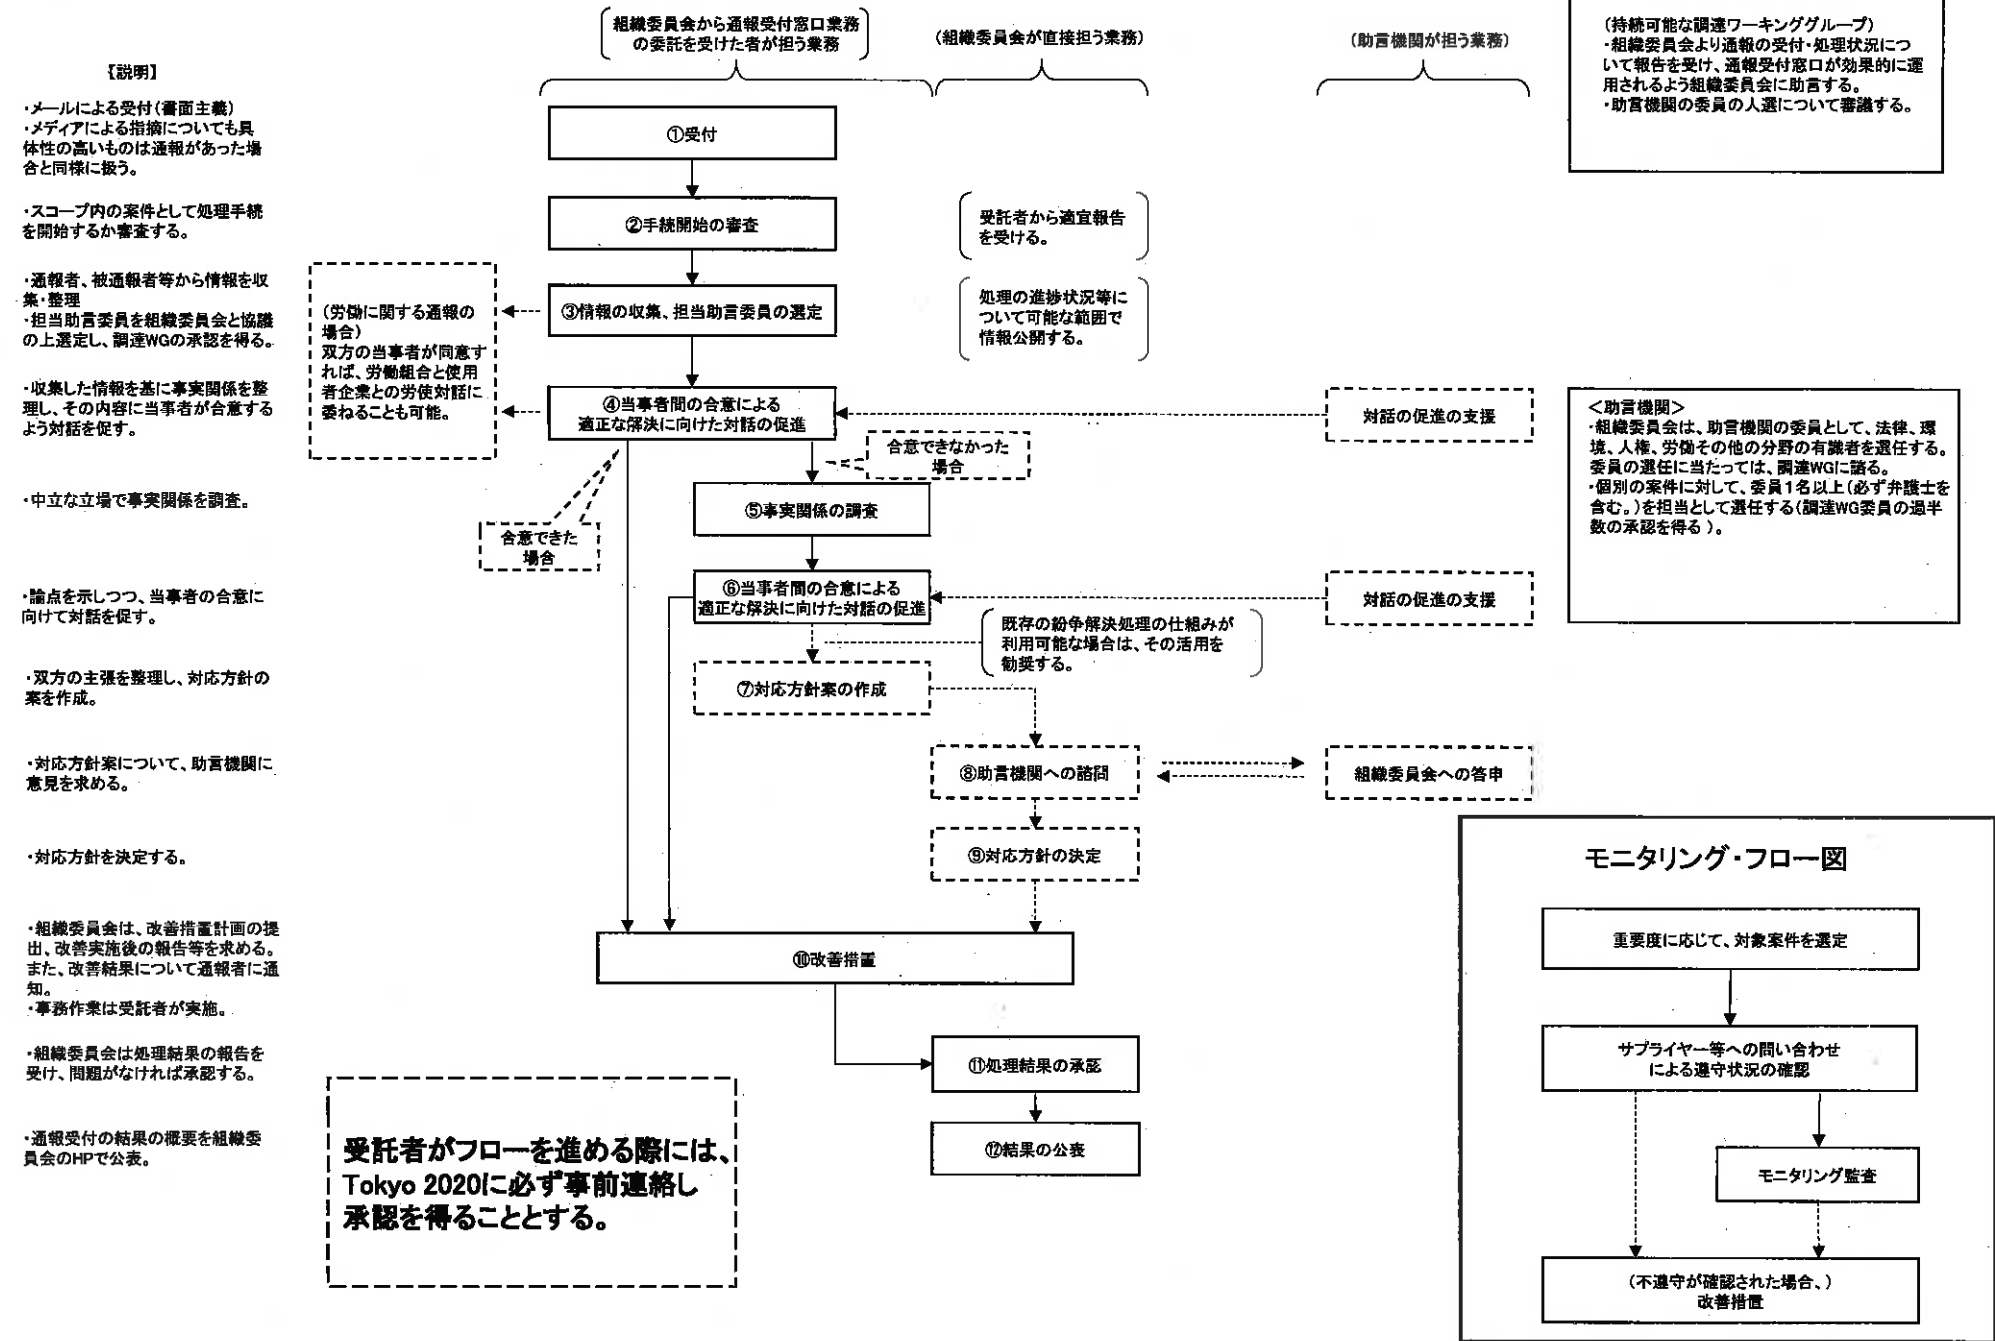 組織委員会から通報受付窓口業務
の委託を受けた者が担う業務
(組織委員会が直接担う業務)
(助言機関が担う業務)
(持続可能な調達ワーキンググループ)
・組織委員会より通報の受付・処理状況につ
いて報告を受け、通報受付窓口が効果的に運
用されるよう組織委員会に助言する。
・助言機関の委員の人選について審議する。
【説明】
・メールによる受付(書面主義)
・メディアによる指摘についても具
体性の高いものは通報があった場
合と同様に扱う。
・スコープ内の案件として処理手続
を開始するか審査する。
・通報者、被通報者等から情報を収
集・整理
・担当助言委員を組織委員会と協議
の上選定し、調達WGの承認を得る。
・収集した情報を基に事実関係を整
理し、その内容に当事者が合意する
よう対話を促す。
・中立な立場で事実関係を調査。
・論点を示しつつ、当事者の合意に
向けて対話を促す。
・双方の主張を整理し、対応方針の
案を作成。
・対応方針案について、助言機関に
意見を求める。
・対応方針を決定する。
・組織委員会は、改善措置計画の提
出、改善実施後の報告等を求める。
また、改善結果について通報者に通
知。
・事務作業は受託者が実施。
・組織委員会は処理結果の報告を
受け、問題がなければ承認する。
・通報受付の結果の概要を組織委
員会のHPで公表。
①受付
②手続開始の審査
受託者から適宜報告
を受ける。
(労働に関する通報の
場合)
双方の当事者が同意す
れば、労働組合と使用
者企業との労使対話に
委ねることも可能。
③情報の収集、担当助言委員の選定
処理の進捗状況等に
ついて可能な範囲で
情報公開する。
④当事者間の合意による
適正な解決に向けた対話の促進
対話の促進の支援
合意できなかった
場合
合意できた
場合
⑤事実関係の調査
⑥当事者間の合意による
適正な解決に向けた対話の促進
対話の促進の支援
既存の紛争解決処理の仕組みが
利用可能な場合は、その活用を
勧奨する。
⑦対応方針案の作成
⑧助言機関への諮問
組織委員会への答申
⑨対応方針の決定
⑩改善措置
⑪処理結果の承認
⑫結果の公表
<助言機関>
・組織委員会は、助言機関の委員として、法律、環
境、人権、労働その他の分野の有識者を選任する。
委員の選任に当たっては、調達WGに諮る。
・個別の案件に対して、委員1名以上(必ず弁護士を
含む。)を担当として選任する(調達WG委員の過半
数の承認を得る)。
受託者がフローを進める際には、
Tokyo 2020に必ず事前連絡し
承認を得ることとする。
モニタリング・フロー図
重要度に応じて、対象案件を選定
サプライヤー等への問い合わせ
による遵守状況の確認
モニタリング監査
(不遵守が確認された場合、)
改善措置